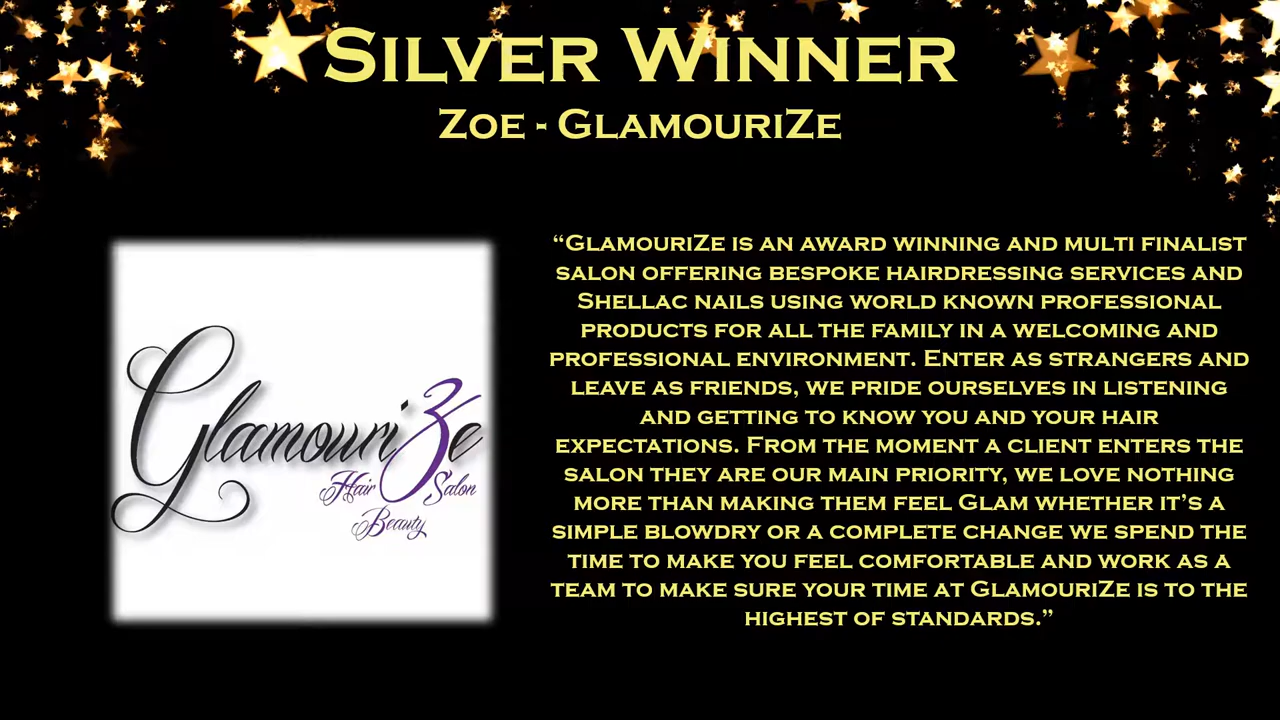 Silver Winner
Zoe - GlamouriZe
“GlamouriZe is an award winning and multi finalist
salon offering bespoke hairdressing services and
Shellac nails using world known professional
products for all the family in a welcoming and
professional environment. Enter as strangers and
leave as friends, we pride ourselves in listening
and getting to know you and your hair
expectations. From the moment a client enters the
salon they are our main priority, we love nothing
more than making them feel Glam whether it’s a
simple blowdry or a complete change we spend the
time to make you feel comfortable and work as a
team to make sure your time at GlamouriZe is to the
highest of standards.”
GlamouriZe
Hair Salon
Beauty